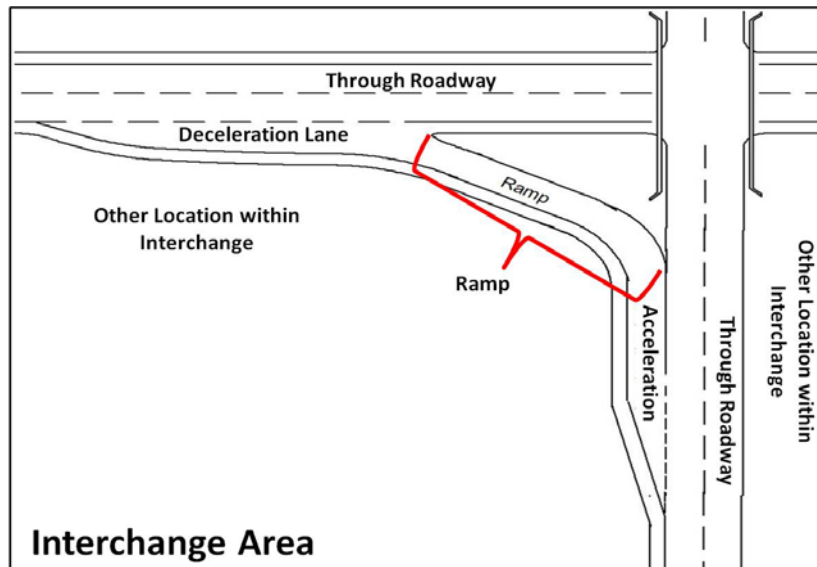 Through Roadway
Deceleration Lane
Ramp
Other Location within
Interchange
Ramp
Acceleration
Through Roadway
Other Location within
Interchange
Interchange Area